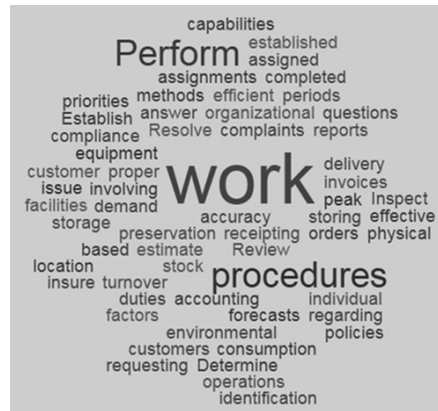 capabilities
Perform established
assigned
assignments completed
priorities methods efficient periods
Establish answer organizational questions
compliance Resolve complaints reports
equipment
customer proper work delivery
issue involving invoices
facilities demand peak Inspect
storage accuracy storing effective
preservation receipting orders physical
based estimate Review
location stock procedures
insure turnover
duties accounting individual
factors forecasts regarding
environmental policies
customers consumption
requesting Determine
operations
identification